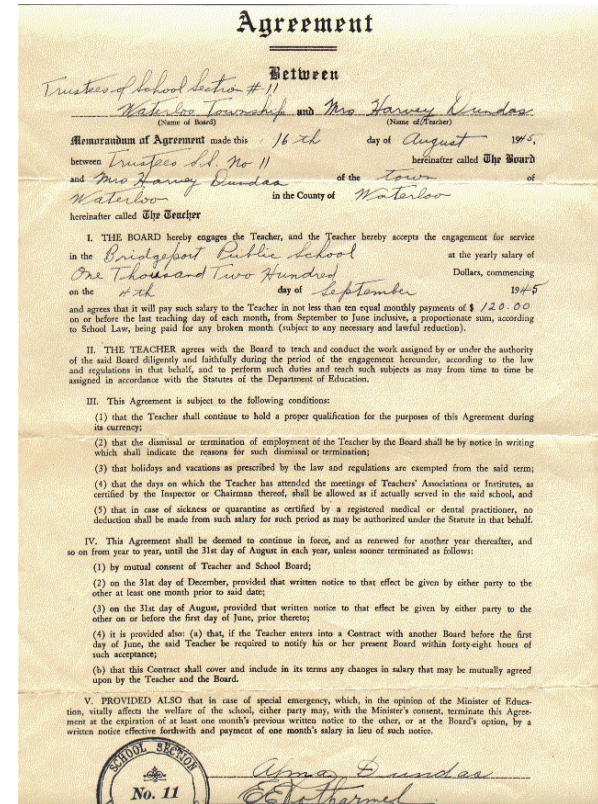 Agreement
Between
Trustees of School Section #11
Waterloo Township and Mrs Harvey Dundas
(Name of Board) (Name of Teacher)
Memorandum of Agreement made this 16th day of August 1945,
between Trustees S.S. No 11 hereinafter called The Board
and Mrs Harvey Dundas of the town of
Waterloo in the County of Waterloo
hereinafter called The Teacher
I. THE BOARD hereby engages the Teacher, and the Teacher hereby accepts the engagement for service
in the Bridgeport Public School at the yearly salary of
One Thousand Two Hundred Dollars, commencing
on the 4th day of September 1945
and agrees that it will pay such salary to the Teacher in not less than ten equal monthly payments of $ 120.00
on or before the last teaching day of each month, from September to June inclusive, a proportionate sum, according
to School Law, being paid for any broken month (subject to any necessary and lawful reduction).
II. THE TEACHER agrees with the Board to teach and conduct the work assigned by or under the authority
of the said Board diligently and faithfully during the period of the engagement hereunder, according to the law
and regulations in that behalf, and to perform such duties and teach such subjects as may from time to time be
assigned in accordance with the Statutes of the Department of Education.
III. This Agreement is subject to the following conditions:
(1) that the Teacher shall continue to hold a proper qualification for the purposes of this Agreement during
its currency;
(2) that the dismissal or termination of employment of the Teacher by the Board shall be by notice in writing
which shall indicate the reasons for such dismissal or termination;
(3) that holidays and vacations as prescribed by the law and regulations are exempted from the said term;
(4) that the days on which the Teacher has attended the meetings of Teachers' Associations or Institutes, as
certified by the Inspector or Chairman thereof, shall be allowed as if actually served in the said school, and
(5) that in case of sickness or quarantine as certified by a registered medical or dental practitioner, no
deduction shall be made from such salary for such period as may be authorized under the Statute in that behalf.
IV. This Agreement shall be deemed to continue in force, and as renewed for another year thereafter, and
so on from year to year, until the 31st day of August in each year, unless sooner terminated as follows:
(1) by mutual consent of Teacher and School Board;
(2) on the 31st day of December, provided that written notice to that effect be given by either party to the
other at least one month prior to said date;
(3) on the 31st day of August, provided that written notice to that effect be given by either party to the
other on or before the first day of June, prior thereto;
(4) it is provided also: (a) that, if the Teacher enters into a Contract with another Board before the first
day of June, the said Teacher be required to notify his or her present Board within forty-eight hours of
such acceptance;
(b) that this Contract shall cover and include in its terms any changes in salary that may be mutually agreed
upon by the Teacher and the Board.
V. PROVIDED ALSO that in case of special emergency, which, in the opinion of the Minister of Educa-
tion, vitally affects the welfare of the school, either party may, with the Minister's consent, terminate this Agree-
ment at the expiration of at least one month's previous written notice to the other, or at the Board's option, by a
written notice effective forthwith and payment of one month's salary in lieu of such notice.
SCHOOL SECTION
No. 11
Alma Dundas